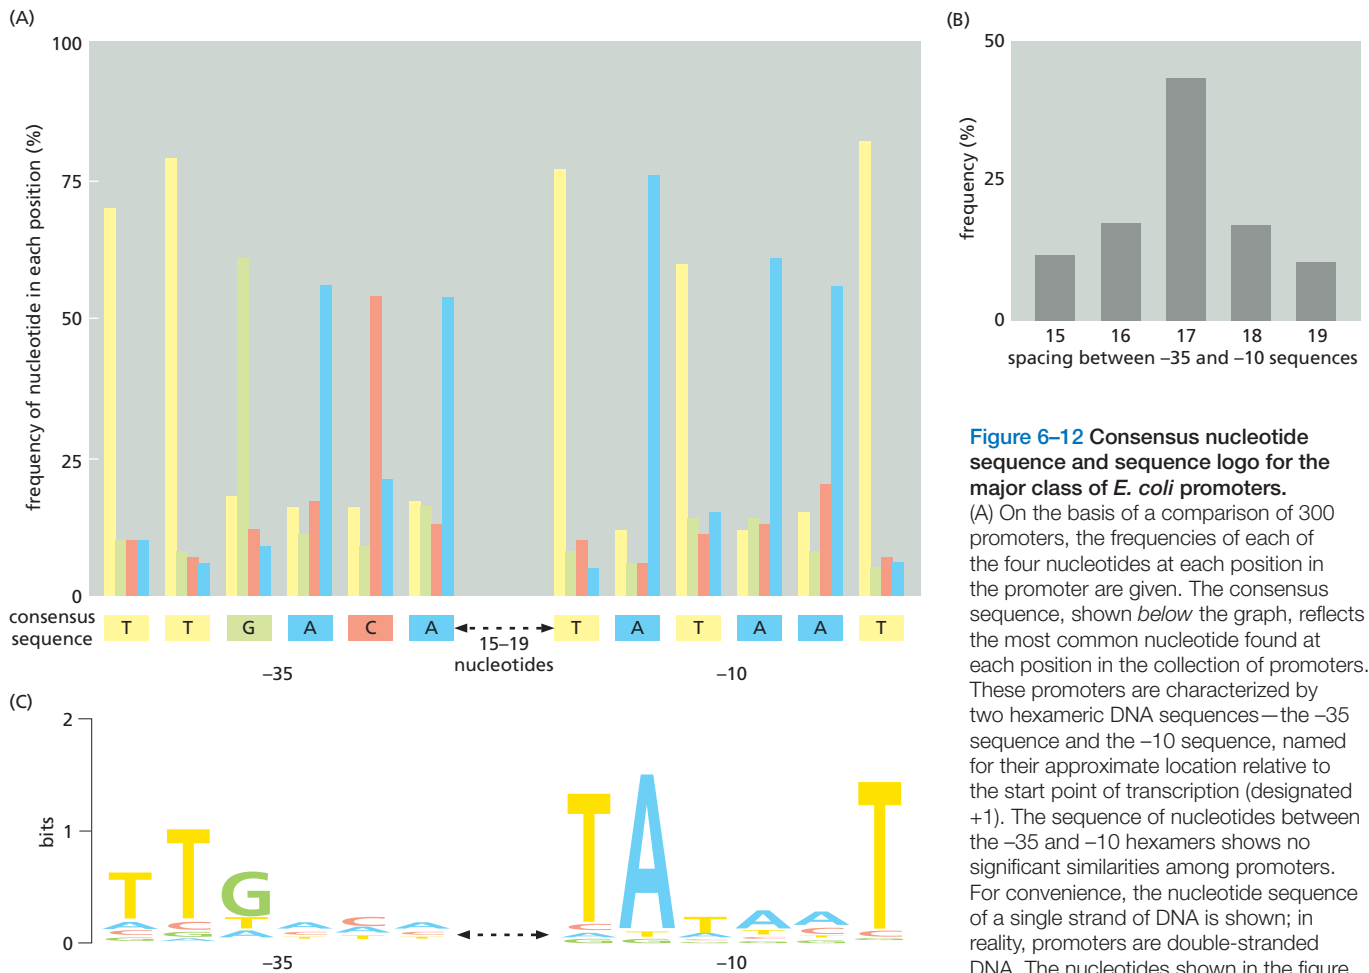 (A)
100
75
50
25
0
frequency of nucleotide in each position (%)
consensus
sequence
T T G A C A T A T A A T
15–19
nucleotides
–35 –10
(B)
50
25
0
frequency (%)
15 16 17 18 19
spacing between –35 and –10 sequences
(C)
2
1
0
bits
T
A
C
G
T
C
G
A
G
T
A
A
C
T
C
A
T
A
C
T
T
C
A
G
A
T
G
T
A
C
G
A
T
C
G
A
C
T
G
T
C
G
–35 –10
Figure 6–12 Consensus nucleotide
sequence and sequence logo for the
major class of E. coli promoters.
(A) On the basis of a comparison of 300
promoters, the frequencies of each of
the four nucleotides at each position in
the promoter are given. The consensus
sequence, shown below the graph, reflects
the most common nucleotide found at
each position in the collection of promoters.
These promoters are characterized by
two hexameric DNA sequences—the –35
sequence and the –10 sequence, named
for their approximate location relative to
the start point of transcription (designated
+1). The sequence of nucleotides between
the –35 and –10 hexamers shows no
significant similarities among promoters.
For convenience, the nucleotide sequence
of a single strand of DNA is shown; in
reality, promoters are double-stranded
DNA. The nucleotides shown in the figure